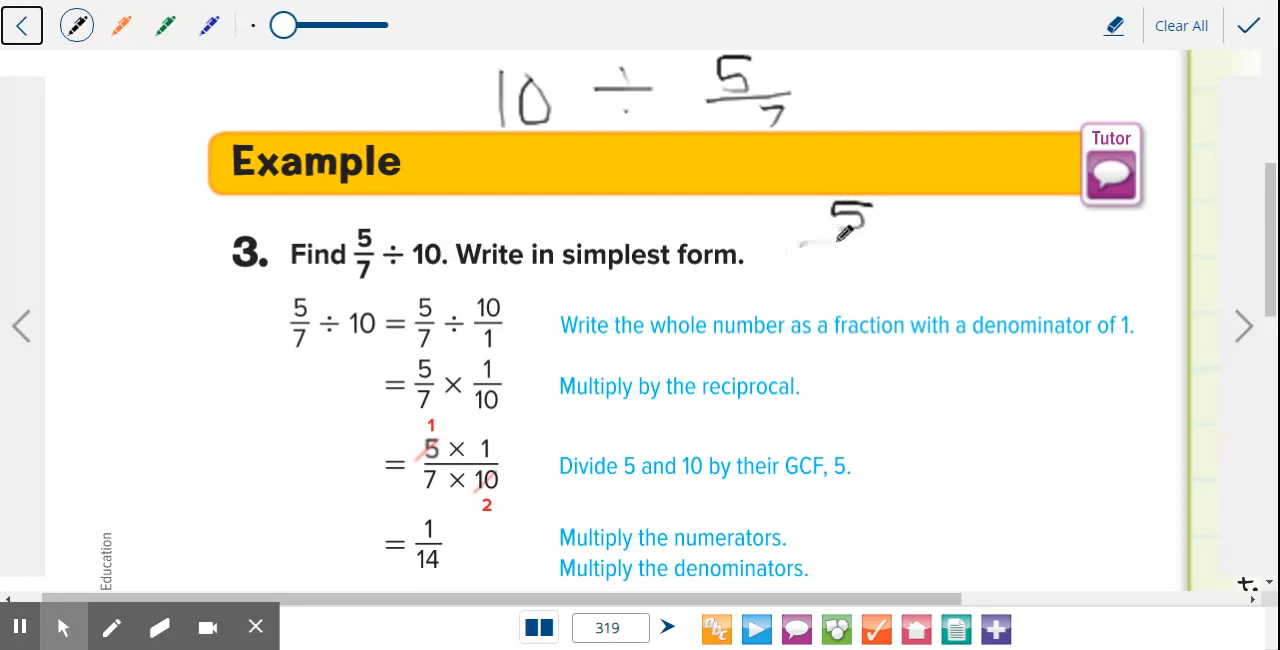 Clear All
10 ÷ 5/7
Example
Tutor
5
3. Find 5/7 ÷ 10. Write in simplest form.
5/7 ÷ 10 = 5/7 ÷ 10/1 Write the whole number as a fraction with a denominator of 1.
= 5/7 × 1/10 Multiply by the reciprocal.
1
= 5 × 1 / 7 × 10 Divide 5 and 10 by their GCF, 5.
2
= 1/14 Multiply the numerators.
Multiply the denominators.
Education
t.
319
abc